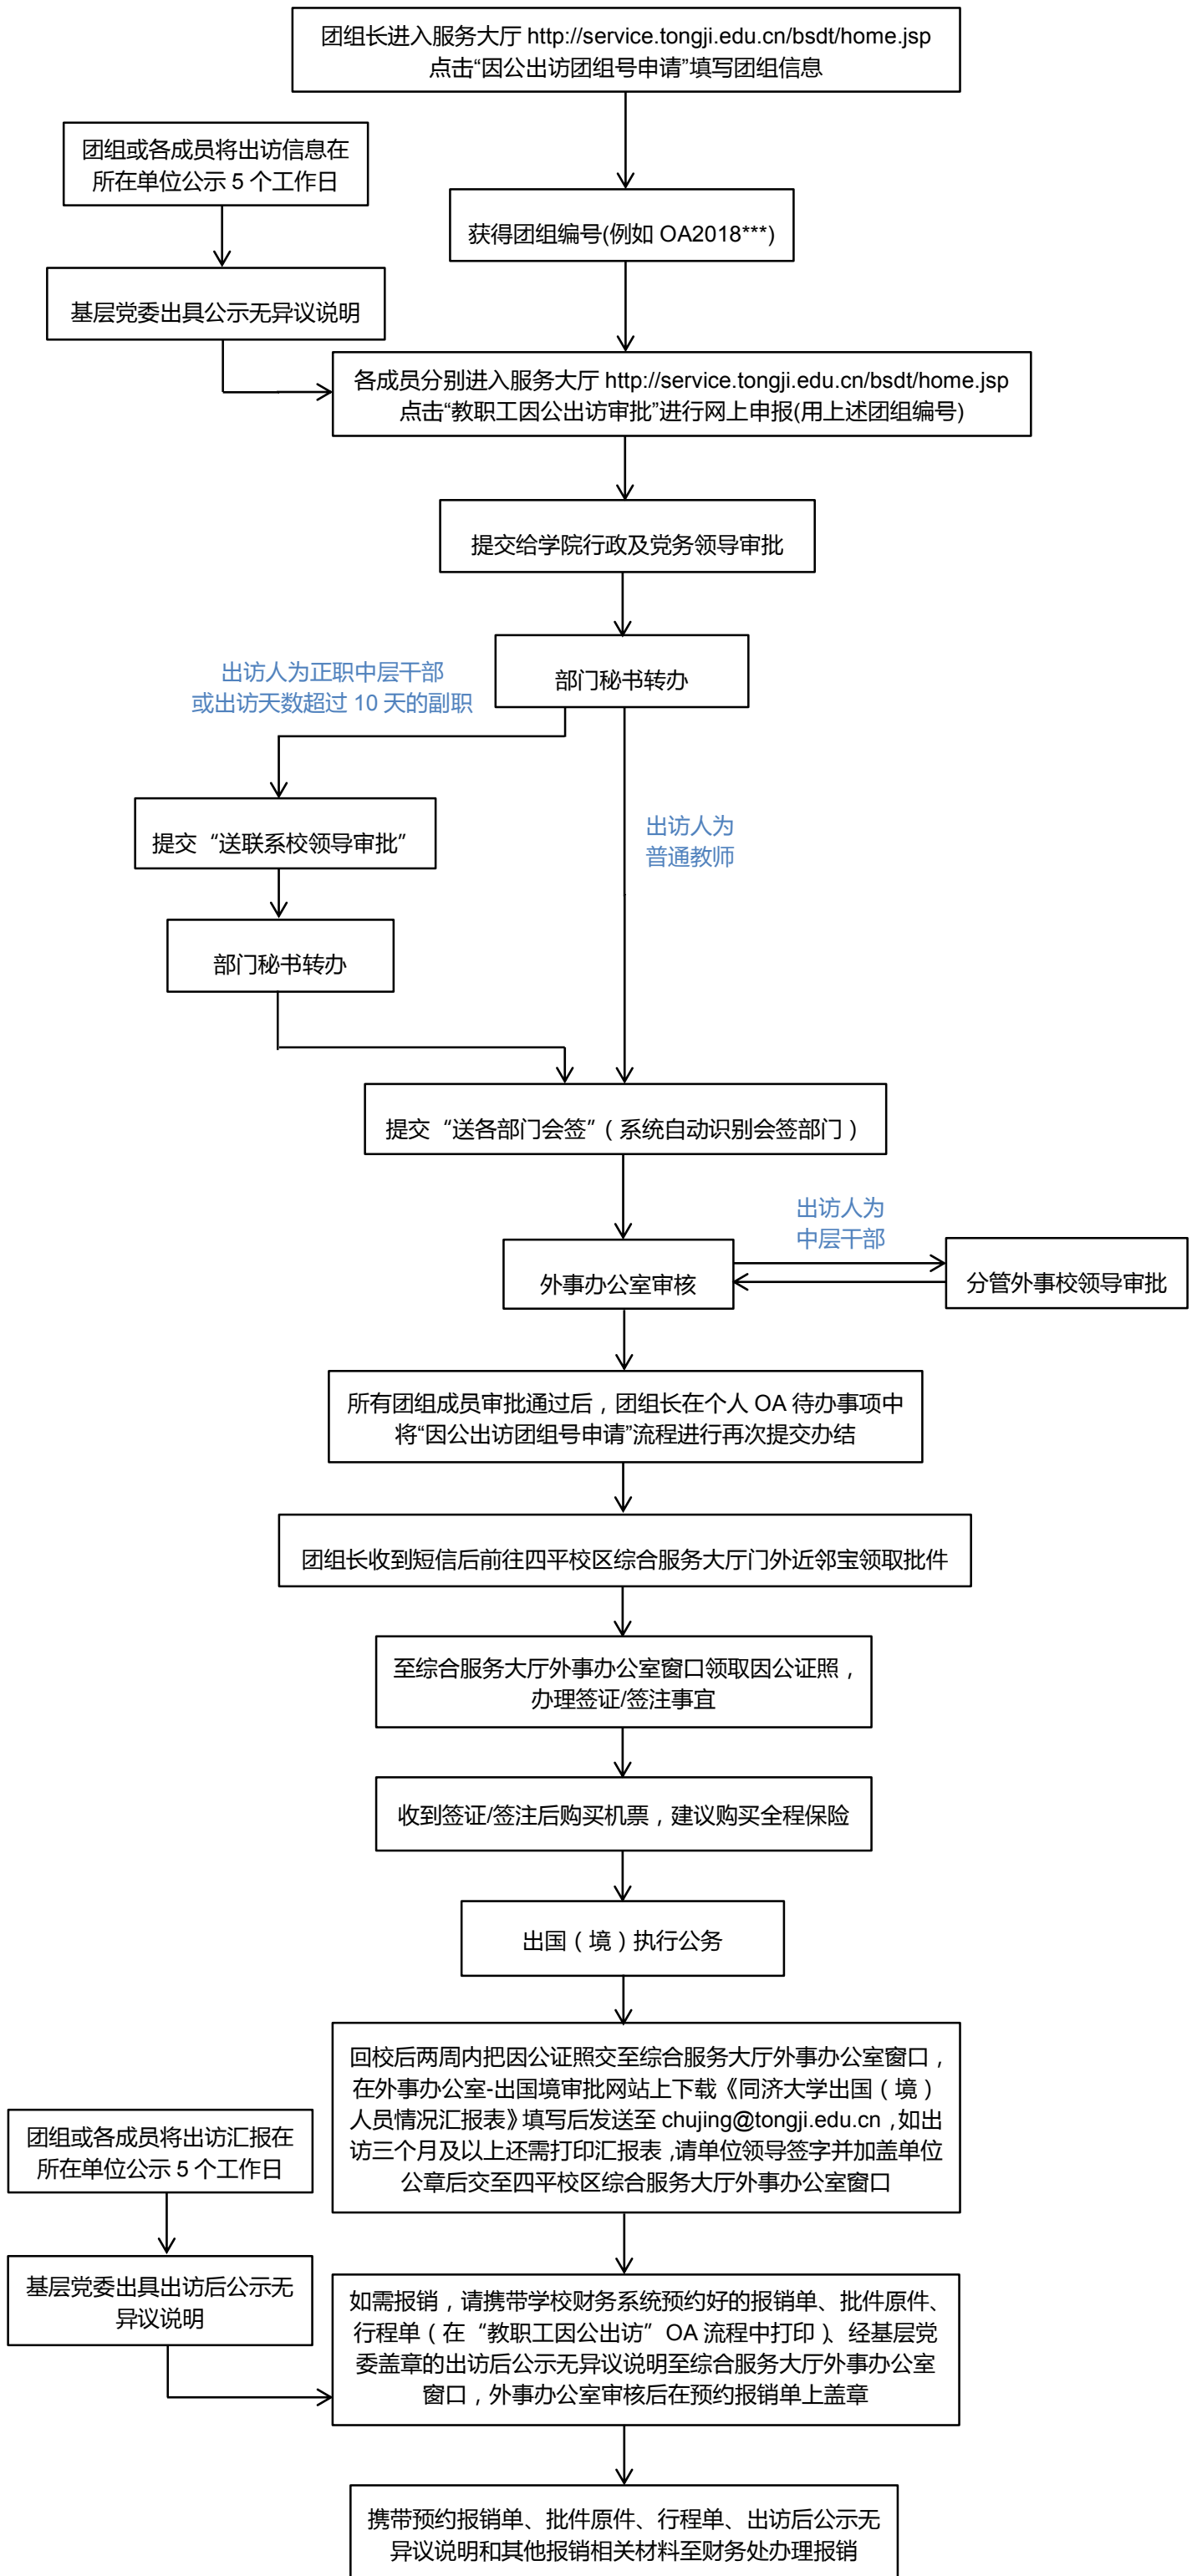 团组长进入服务大厅 http://service.tongji.edu.cn/bsdt/home.jsp
点击“因公出访团组号申请”填写团组信息
团组或各成员将出访信息在
所在单位公示 5 个工作日
获得团组编号(例如 OA2018***)
基层党委出具公示无异议说明
各成员分别进入服务大厅 http://service.tongji.edu.cn/bsdt/home.jsp
点击“教职工因公出访审批”进行网上申报(用上述团组编号)
提交给学院行政及党务领导审批
部门秘书转办
出访人为正职中层干部
或出访天数超过 10 天的副职
提交“送联系校领导审批”
出访人为
普通教师
部门秘书转办
提交“送各部门会签”（系统自动识别会签部门）
外事办公室审核
出访人为
中层干部
分管外事校领导审批
所有团组成员审批通过后，团组长在个人 OA 待办事项中
将“因公出访团组号申请”流程进行再次提交办结
团组长收到短信后前往四平校区综合服务大厅门外近邻宝领取批件
至综合服务大厅外事办公室窗口领取因公证照，
办理签证/签注事宜
收到签证/签注后购买机票，建议购买全程保险
出国（境）执行公务
回校后两周内把因公证照交至综合服务大厅外事办公室窗口，
在外事办公室-出国境审批网站上下载《同济大学出国（境）
人员情况汇报表》填写后发送至 chujing@tongji.edu.cn，如出
访三个月及以上还需打印汇报表，请单位领导签字并加盖单位
公章后交至四平校区综合服务大厅外事办公室窗口
团组或各成员将出访汇报在
所在单位公示 5 个工作日
基层党委出具出访后公示无
异议说明
如需报销，请携带学校财务系统预约好的报销单、批件原件、
行程单（在“教职工因公出访”OA 流程中打印）、经基层党
委盖章的出访后公示无异议说明至综合服务大厅外事办公室
窗口，外事办公室审核后在预约报销单上盖章
携带预约报销单、批件原件、行程单、出访后公示无
异议说明和其他报销相关材料至财务处办理报销